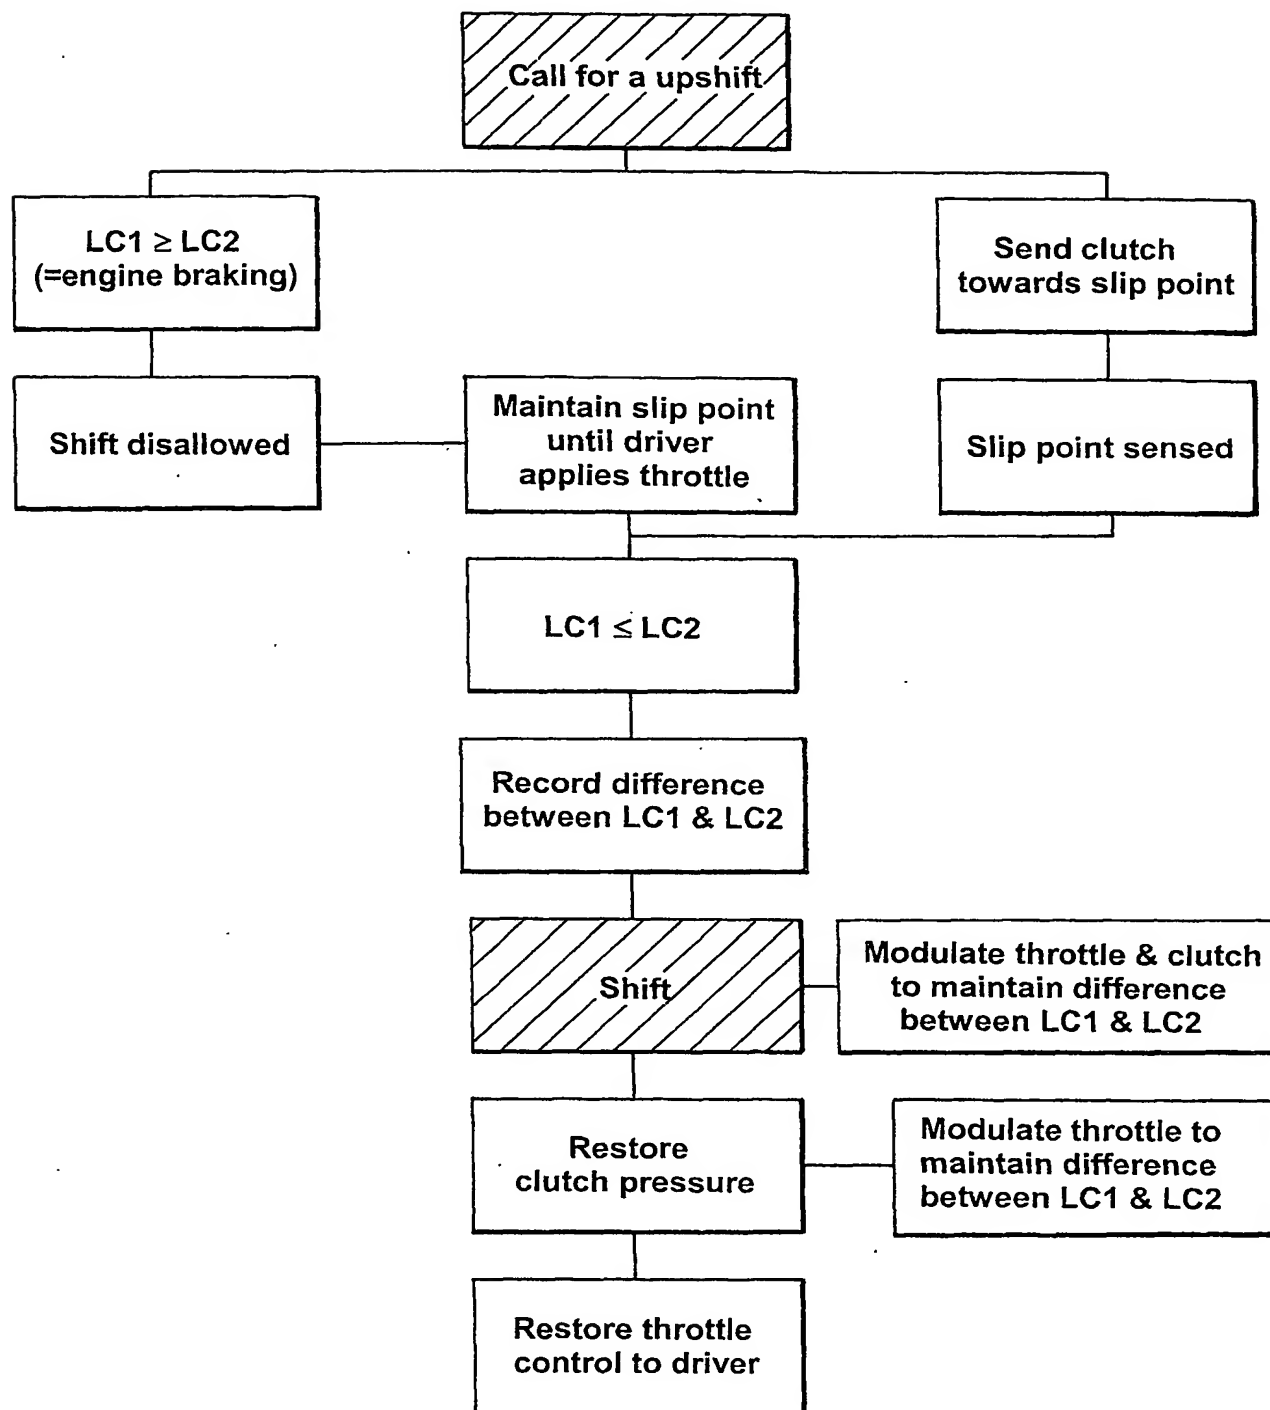 Call for a upshift
LC1 ≥ LC2
(=engine braking)
Send clutch
towards slip point
Shift disallowed
Maintain slip point
until driver
applies throttle
Slip point sensed
LC1 ≤ LC2
Record difference
between LC1 & LC2
Shift
Modulate throttle & clutch
to maintain difference
between LC1 & LC2
Restore
clutch pressure
Modulate throttle to
maintain difference
between LC1 & LC2
Restore throttle
control to driver